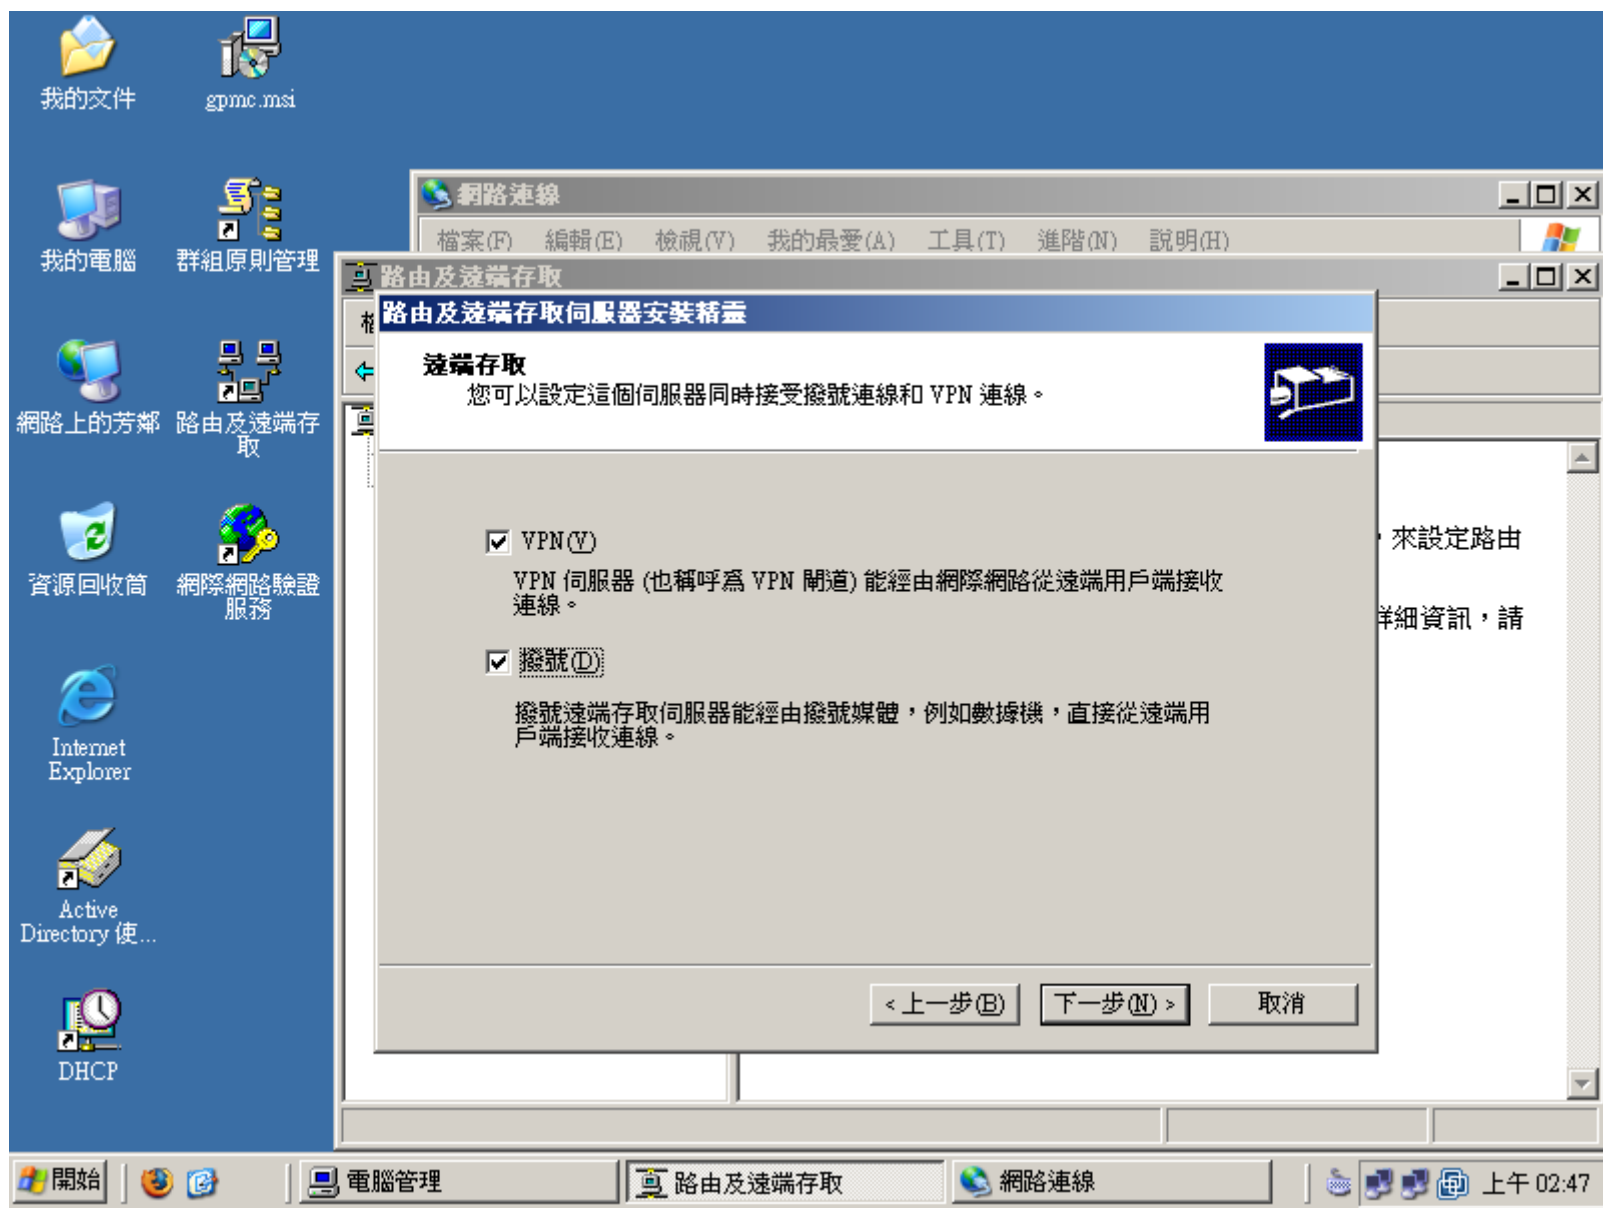 我的文件
gpmc.msi
我的電腦
群組原則管理
網路上的芳鄰
路由及遠端存
取
資源回收筒
網際網路驗證
服務
Internet
Explorer
Active
Directory 使...
DHCP
網路連線
檔案(F) 編輯(E) 檢視(V) 我的最愛(A) 工具(T) 進階(N) 說明(H)
路由及遠端存取
路由及遠端存取伺服器安裝精靈
遠端存取
您可以設定這個伺服器同時接受撥號連線和 VPN 連線。
VPN(V)
VPN 伺服器 (也稱呼為 VPN 閘道) 能經由網際網路從遠端用戶端接收
連線。
撥號(D)
撥號遠端存取伺服器能經由撥號媒體,例如數據機,直接從遠端用
戶端接收連線。
,來設定路由
詳細資訊,請
< 上一步(B)
下一步(N) >
取消
開始
電腦管理
路由及遠端存取
網路連線
上午 02:47